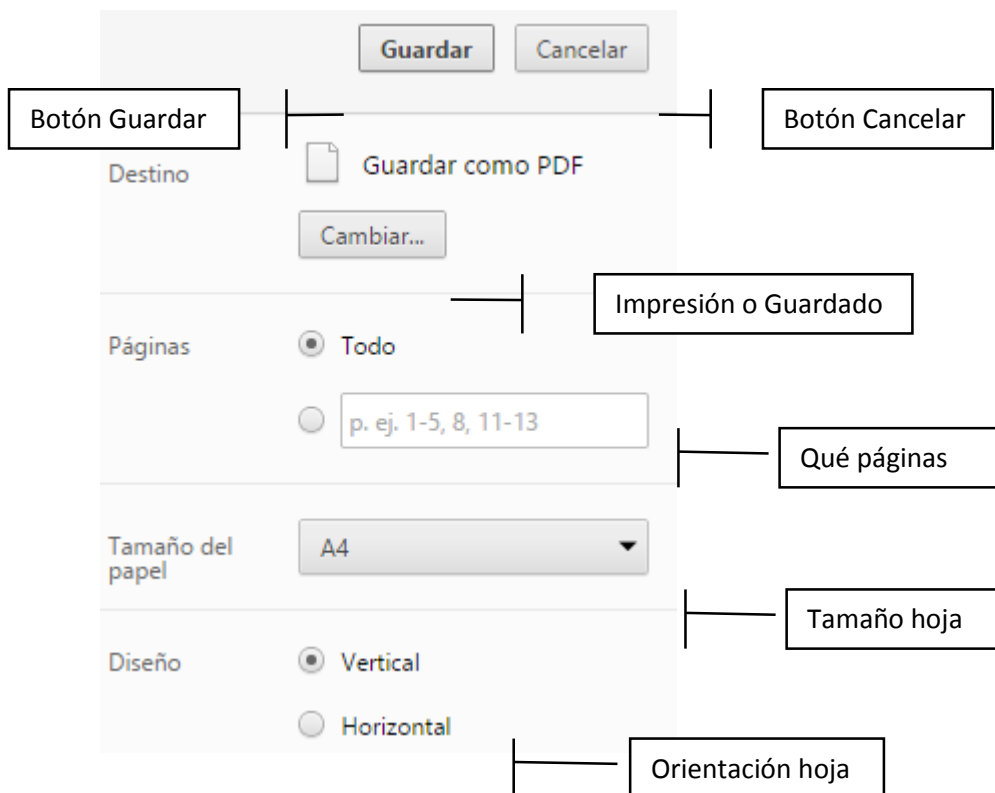 Guardar
Cancelar
Botón Guardar
Botón Cancelar
Destino
Guardar como PDF
Cambiar...
Impresión o Guardado
Páginas
Todo
p. ej. 1-5, 8, 11-13
Qué páginas
Tamaño del
papel
A4
Tamaño hoja
Diseño
Vertical
Horizontal
Orientación hoja